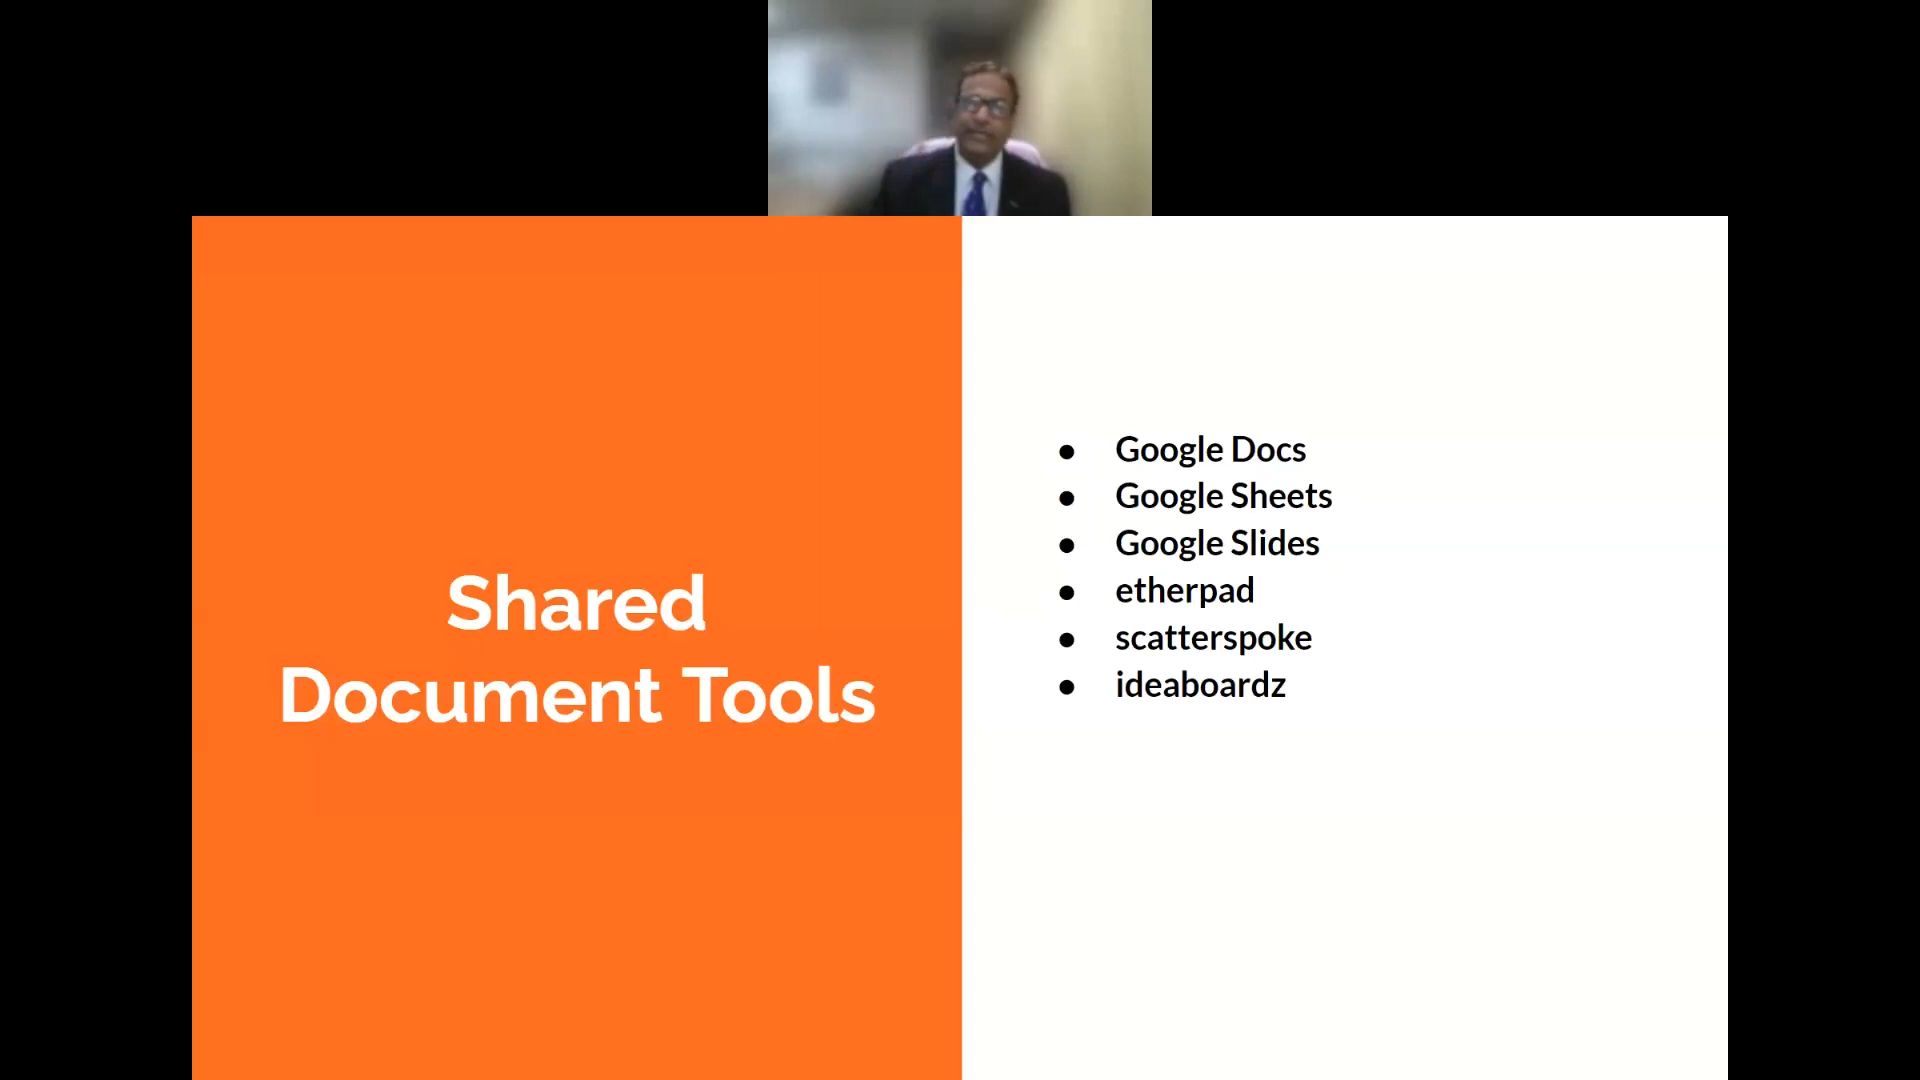 Shared
Document Tools
● Google Docs
● Google Sheets
● Google Slides
● etherpad
● scatterspoke
● ideaboardz